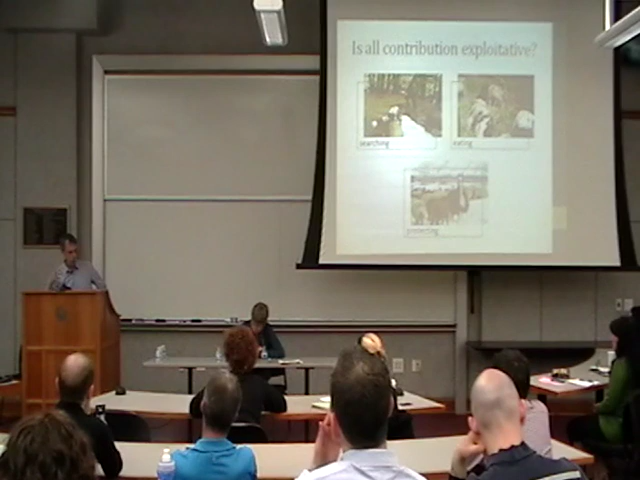 Is all contribution exploitative?
searching
eating
protecting